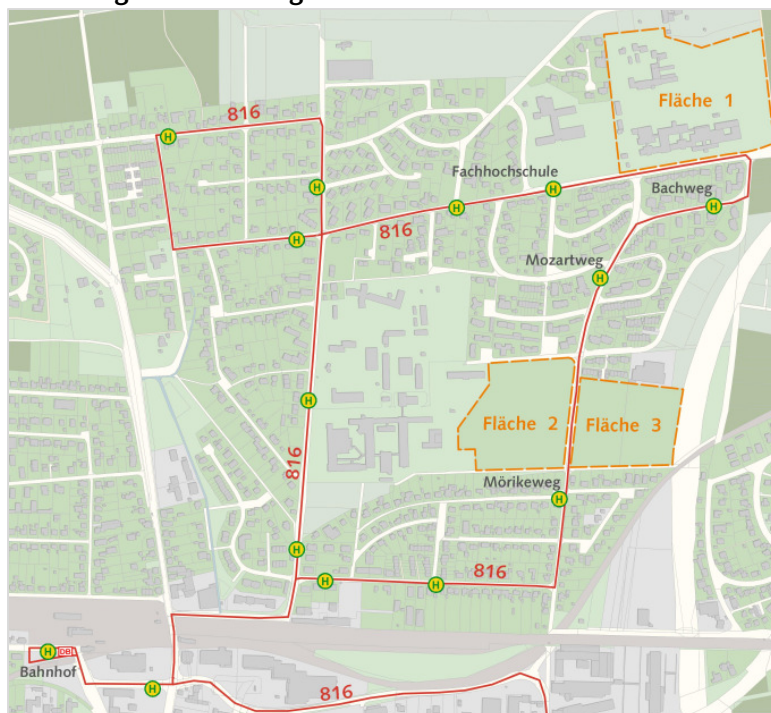 816
H
Fläche 1
H
Fachhochschule
H
Bachweg
H
H
H
816
H
Mozartweg
H
H
Fläche 2
Fläche 3
816
Mörikeweg
H
H
H
H
816
H
DB
Bahnhof
H
816